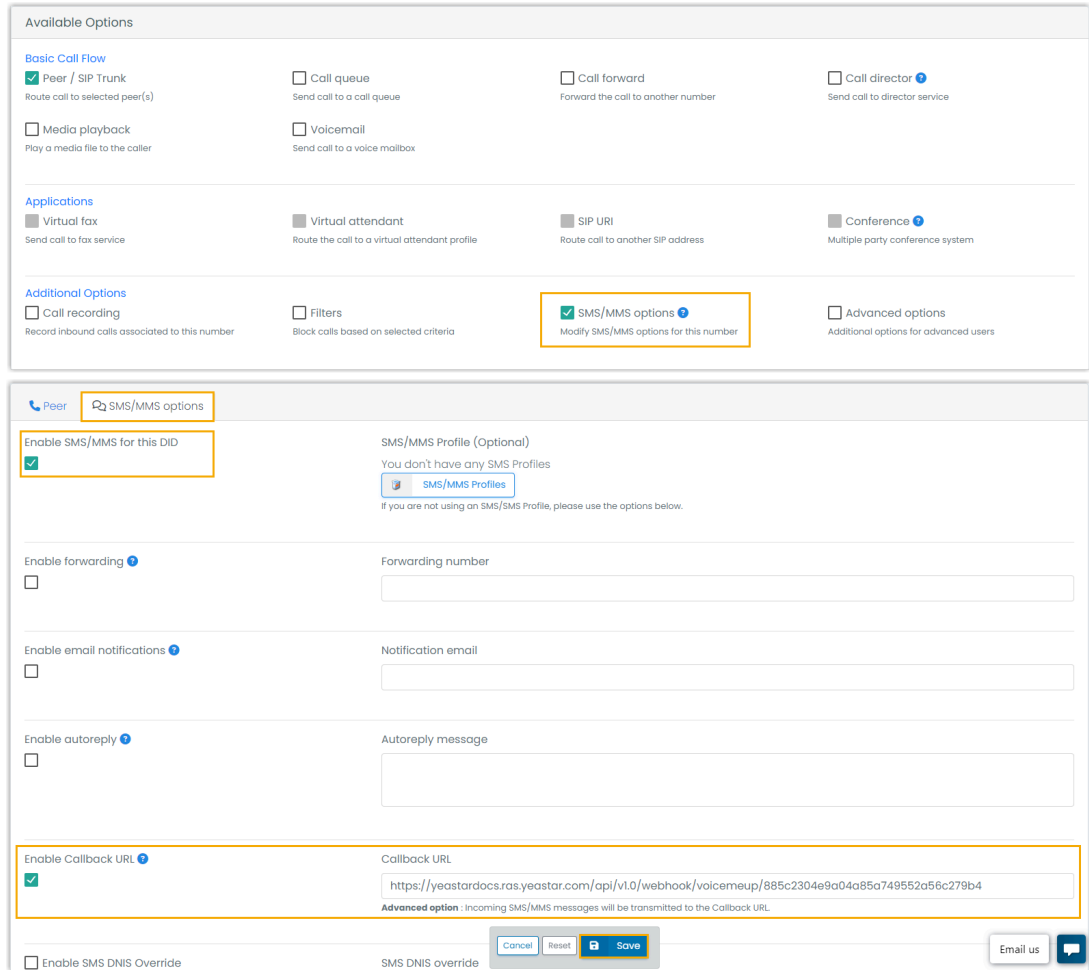 Available Options
Basic Call Flow
Peer / SIP Trunk
Route call to selected peer(s)
Call queue
Send call to a call queue
Call forward
Forward the call to another number
Call director
Send call to director service
Media playback
Play a media file to the caller
Voicemail
Send call to a voice mailbox
Applications
Virtual fax
Send call to fax service
Virtual attendant
Route the call to a virtual attendant profile
SIP URI
Route call to another SIP address
Conference
Multiple party conference system
Additional Options
Call recording
Record inbound calls associated to this number
Filters
Block calls based on selected criteria
SMS/MMS options
Modify SMS/MMS options for this number
Advanced options
Additional options for advanced users
Peer
SMS/MMS options
Enable SMS/MMS for this DID
SMS/MMS Profile (Optional)
You don't have any SMS Profiles
SMS/MMS Profiles
If you are not using an SMS/SMS Profile, please use the options below.
Enable forwarding
Forwarding number
Enable email notifications
Notification email
Enable autoreply
Autoreply message
Enable Callback URL
Callback URL
https://yeastardocs.ras.yeastar.com/api/v1.0/webhook/voicemeup/885c2304e9a04a85a749552a56c279b4
Advanced option : Incoming SMS/MMS messages will be transmitted to the Callback URL.
Cancel
Reset
Save
Email us
Enable SMS DNIS Override
SMS DNIS override